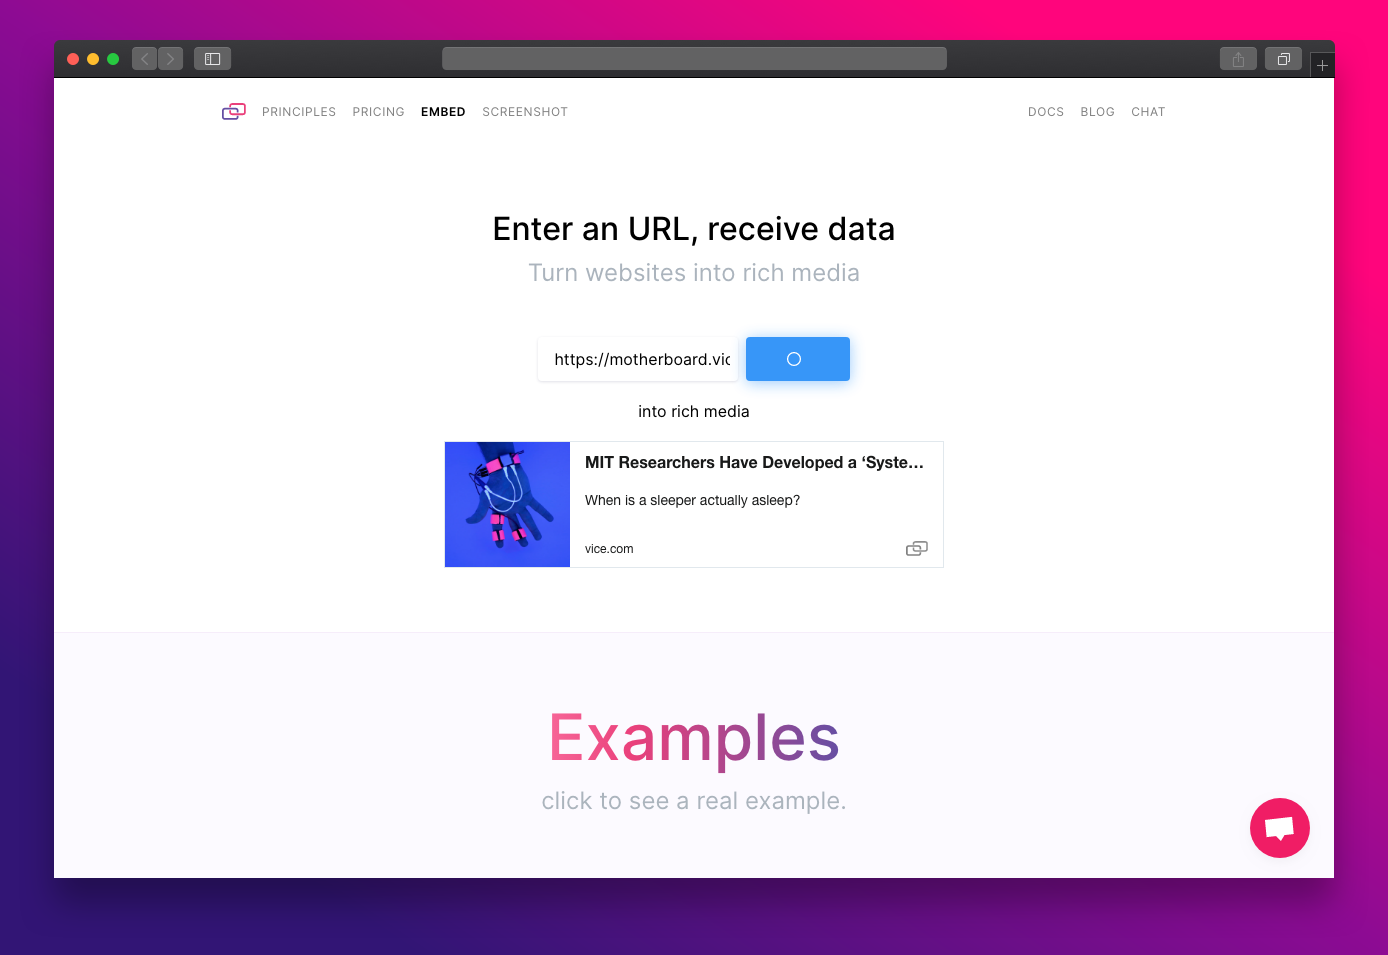 PRINCIPLES PRICING EMBED SCREENSHOT DOCS BLOG CHAT
Enter an URL, receive data
Turn websites into rich media
https://motherboard.vic
into rich media
MIT Researchers Have Developed a ‘Syste...
When is a sleeper actually asleep?
vice.com
Examples
click to see a real example.